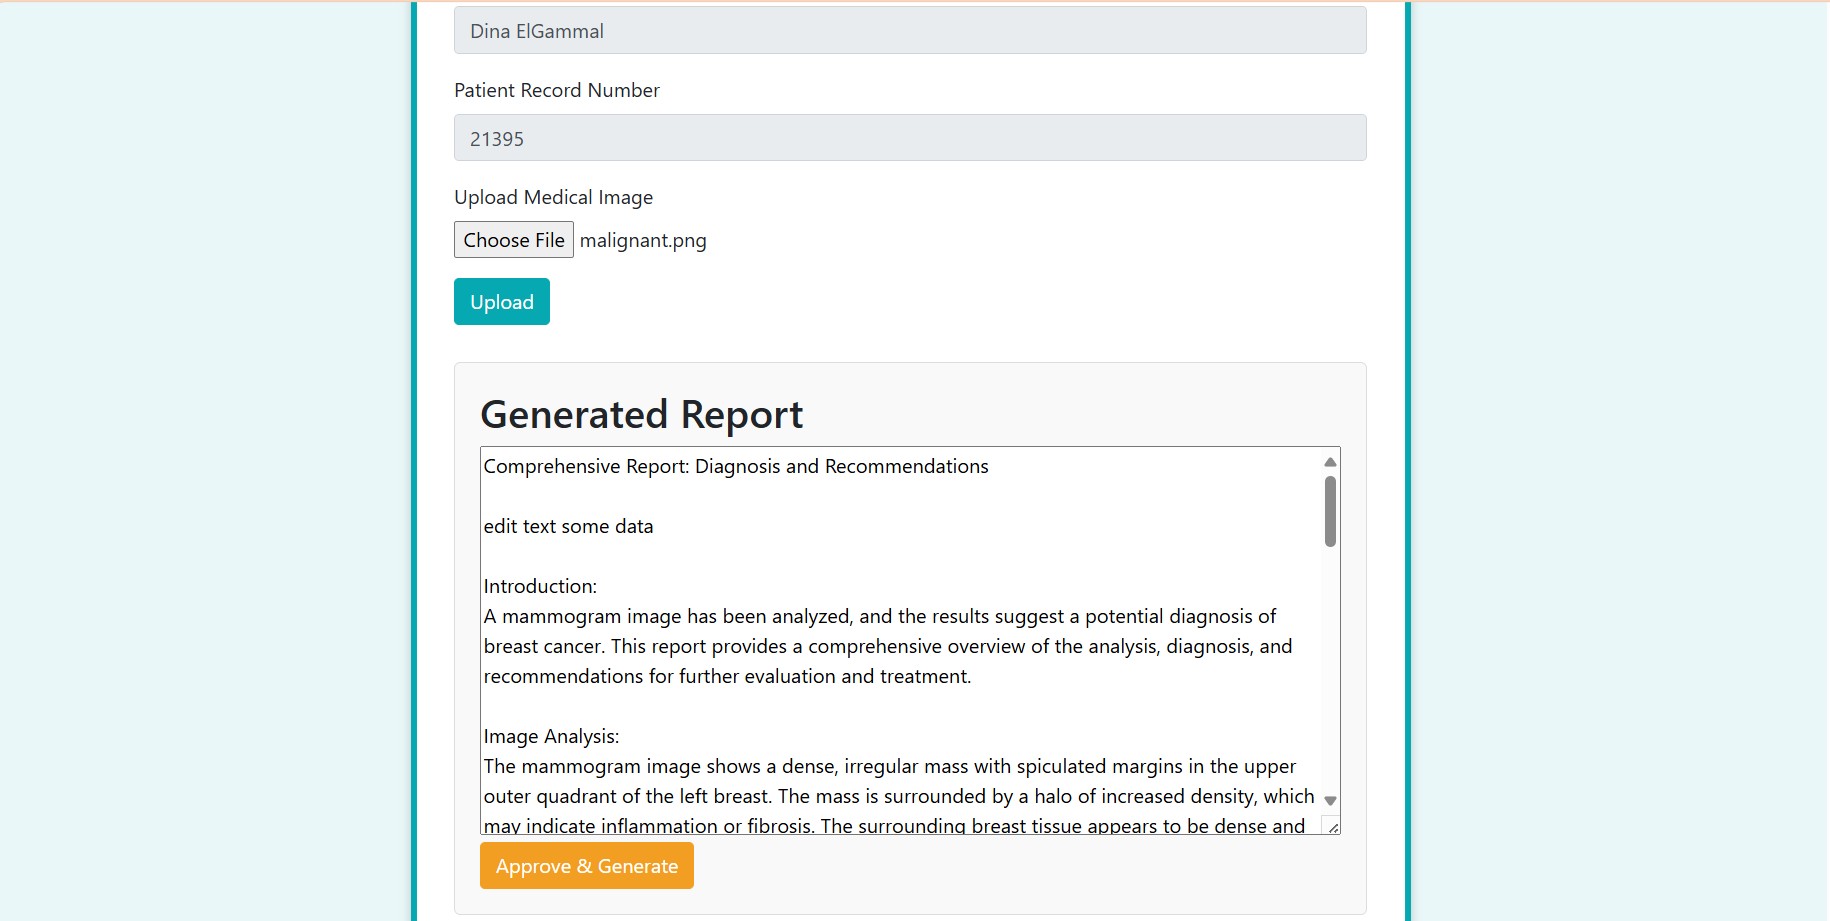 Dina ElGammal
Patient Record Number
21395
Upload Medical Image
Choose File malignant.png
Upload
Generated Report
Comprehensive Report: Diagnosis and Recommendations
edit text some data
Introduction:
A mammogram image has been analyzed, and the results suggest a potential diagnosis of
breast cancer. This report provides a comprehensive overview of the analysis, diagnosis, and
recommendations for further evaluation and treatment.
Image Analysis:
The mammogram image shows a dense, irregular mass with spiculated margins in the upper
outer quadrant of the left breast. The mass is surrounded by a halo of increased density, which
may indicate inflammation or fibrosis. The surrounding breast tissue appears to be dense and
Approve & Generate